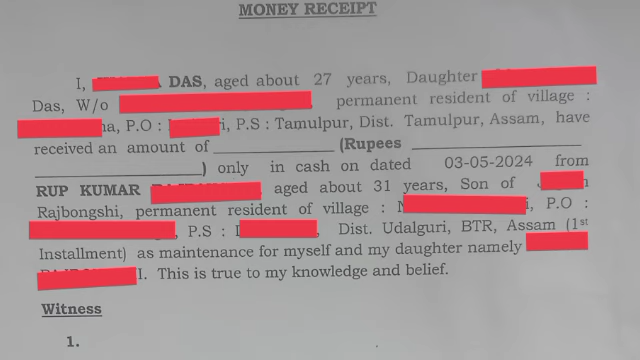 MONEY RECEIPT
I, DAS, aged about 27 years, Daughter
Das, W/o permanent resident of village :
P.O : P.S : Tamulpur, Dist. Tamulpur, Assam, have
received an amount of ____________ (Rupees ____________
____________) only in cash on dated 03-05-2024 from
RUP KUMAR aged about 31 years, Son of
Rajbongshi, permanent resident of village : P.O :
P.S : Dist. Udalguri, BTR, Assam (1st
Installment) as maintenance for myself and my daughter namely
This is true to my knowledge and belief.
Witness
1.